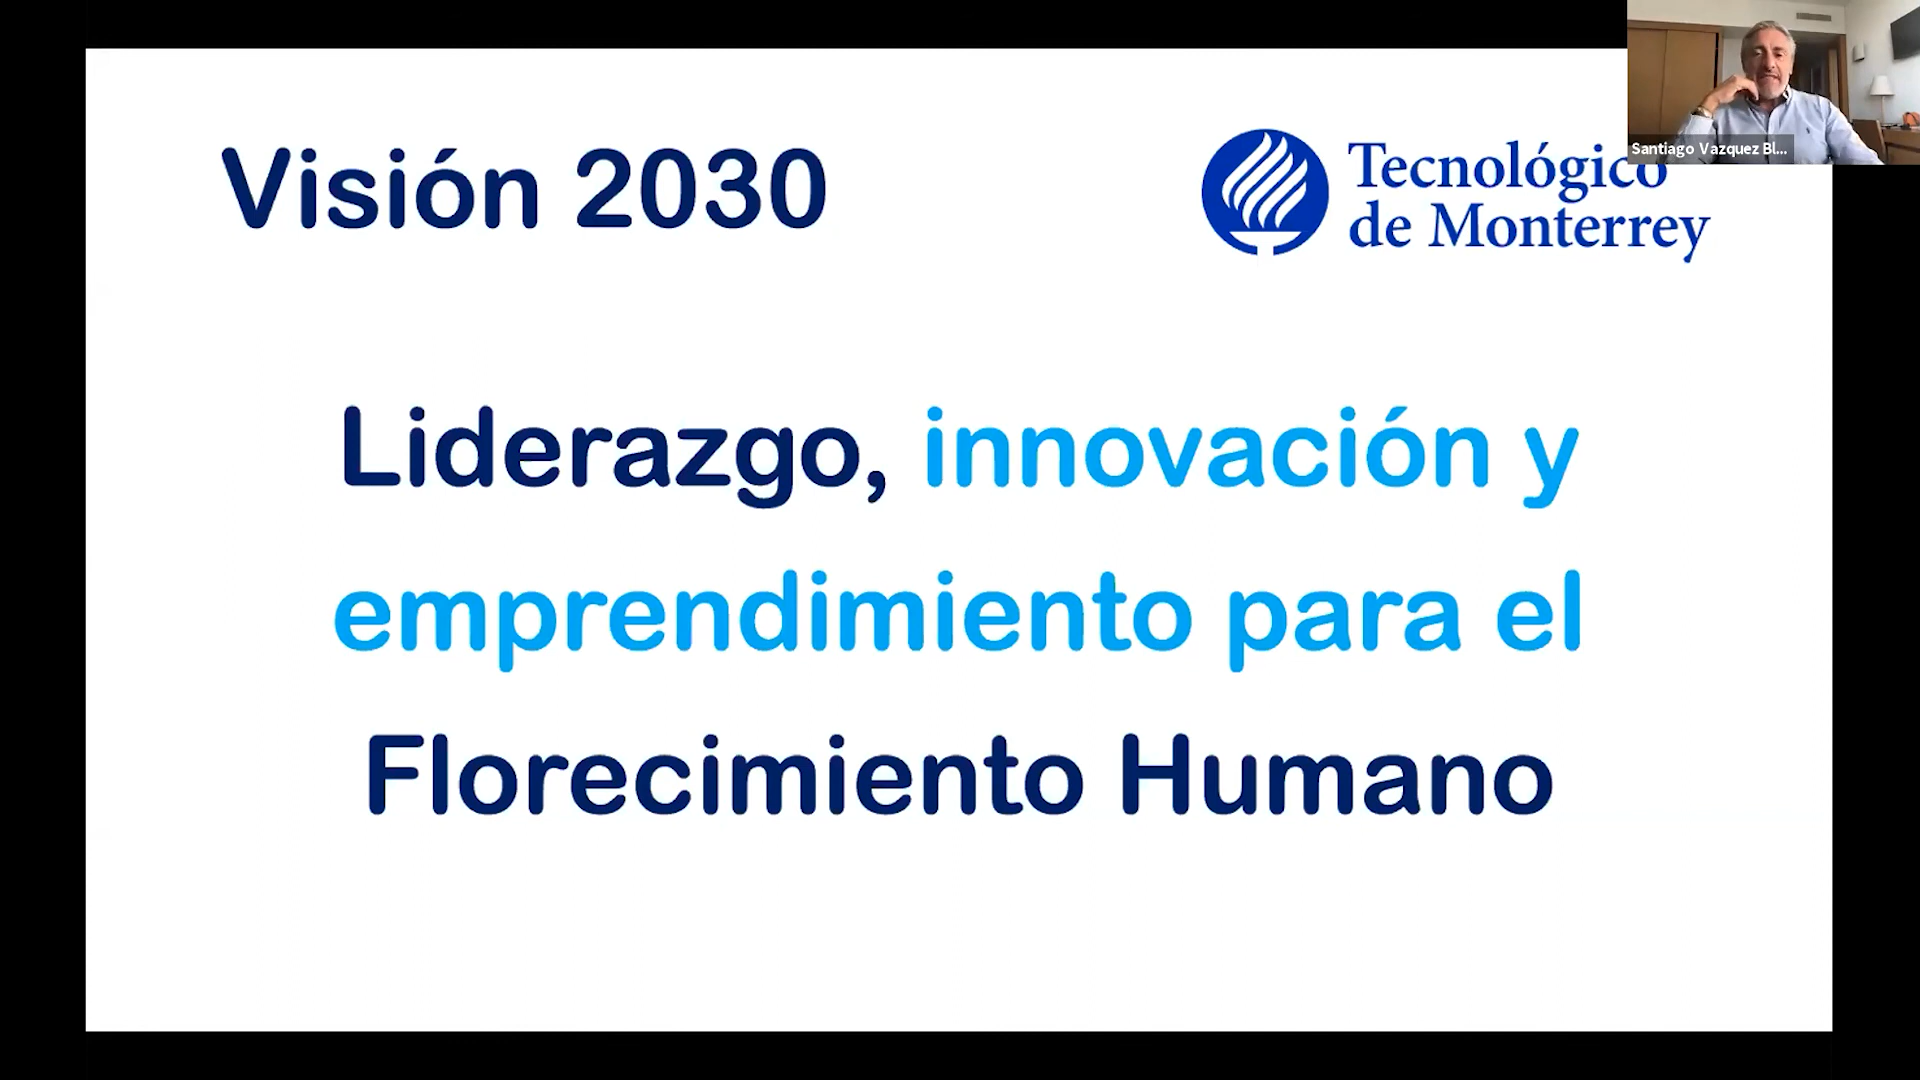 Visión 2030
Tecnológico
de Monterrey
Santiago Vazquez Bl...
Liderazgo, innovación y
emprendimiento para el
Florecimiento Humano